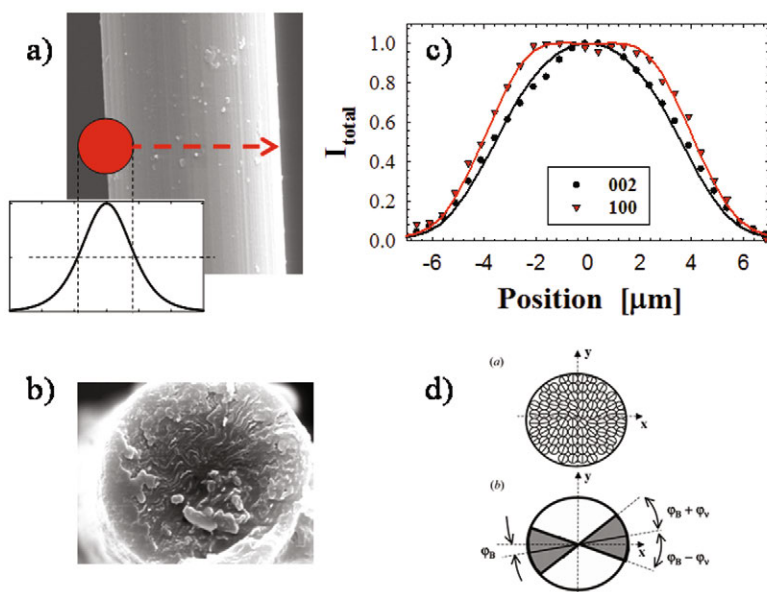 a)
c)
I total
1.0
0.8
0.6
0.4
0.2
0.0
002
100
-6 -4 -2 0 2 4 6
Position [μm]
b)
d)
(a)
y
x
(b)
y
x
φB + φv
φB − φv
φB